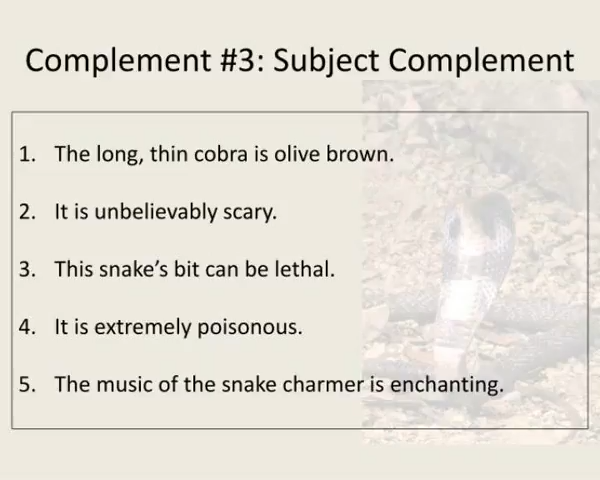 Complement #3: Subject Complement
1. The long, thin cobra is olive brown.
2. It is unbelievably scary.
3. This snake’s bit can be lethal.
4. It is extremely poisonous.
5. The music of the snake charmer is enchanting.